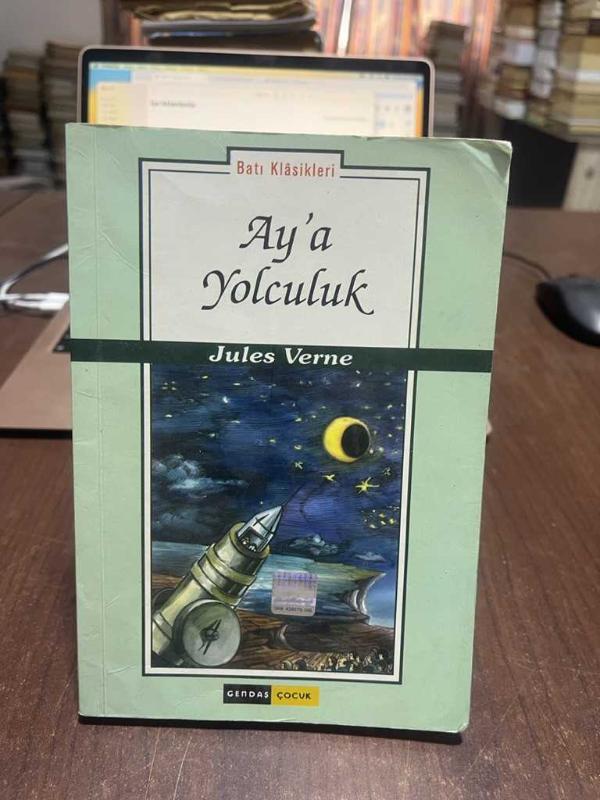 Batı Klâsikleri
Ay'a
Yolculuk
Jules Verne
GENDAŞ ÇOCUK